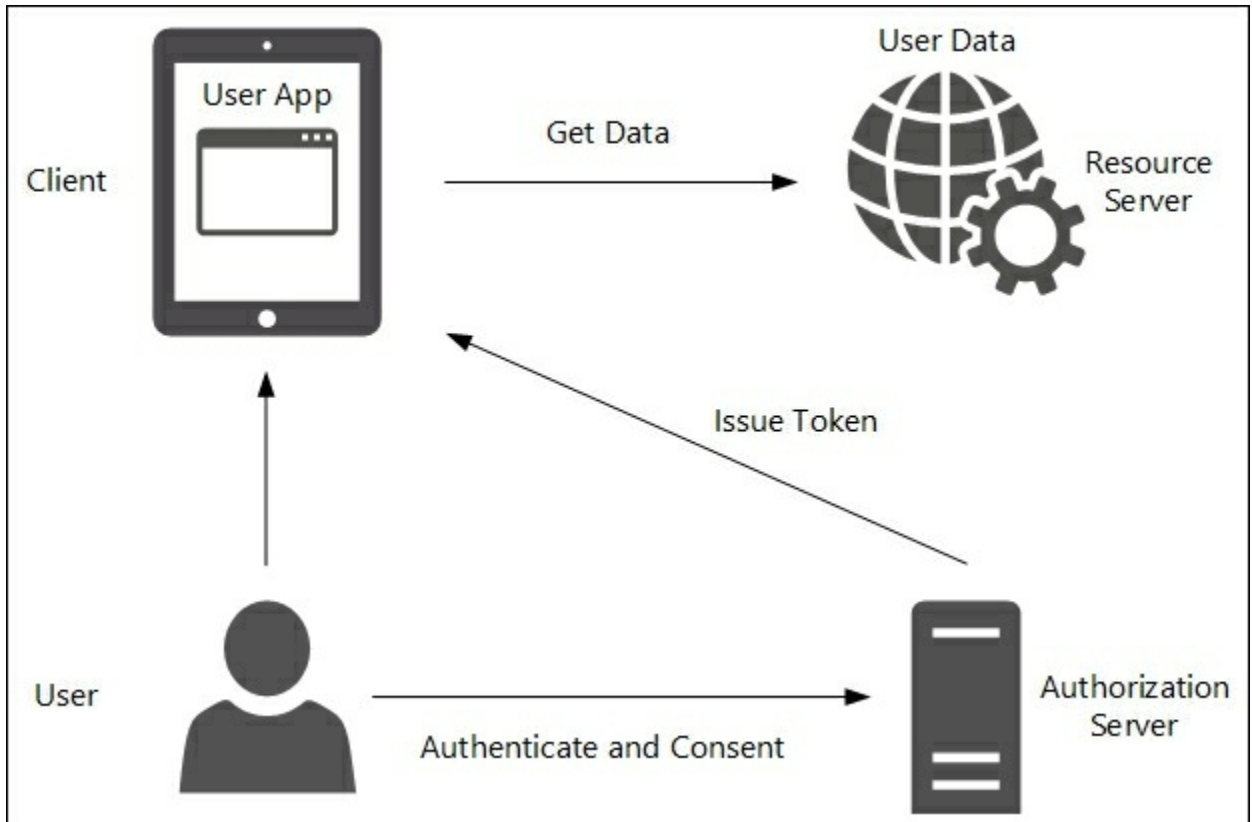 User Data
User App
Get Data
Client
Resource
Server
Issue Token
User
Authorization
Server
Authenticate and Consent